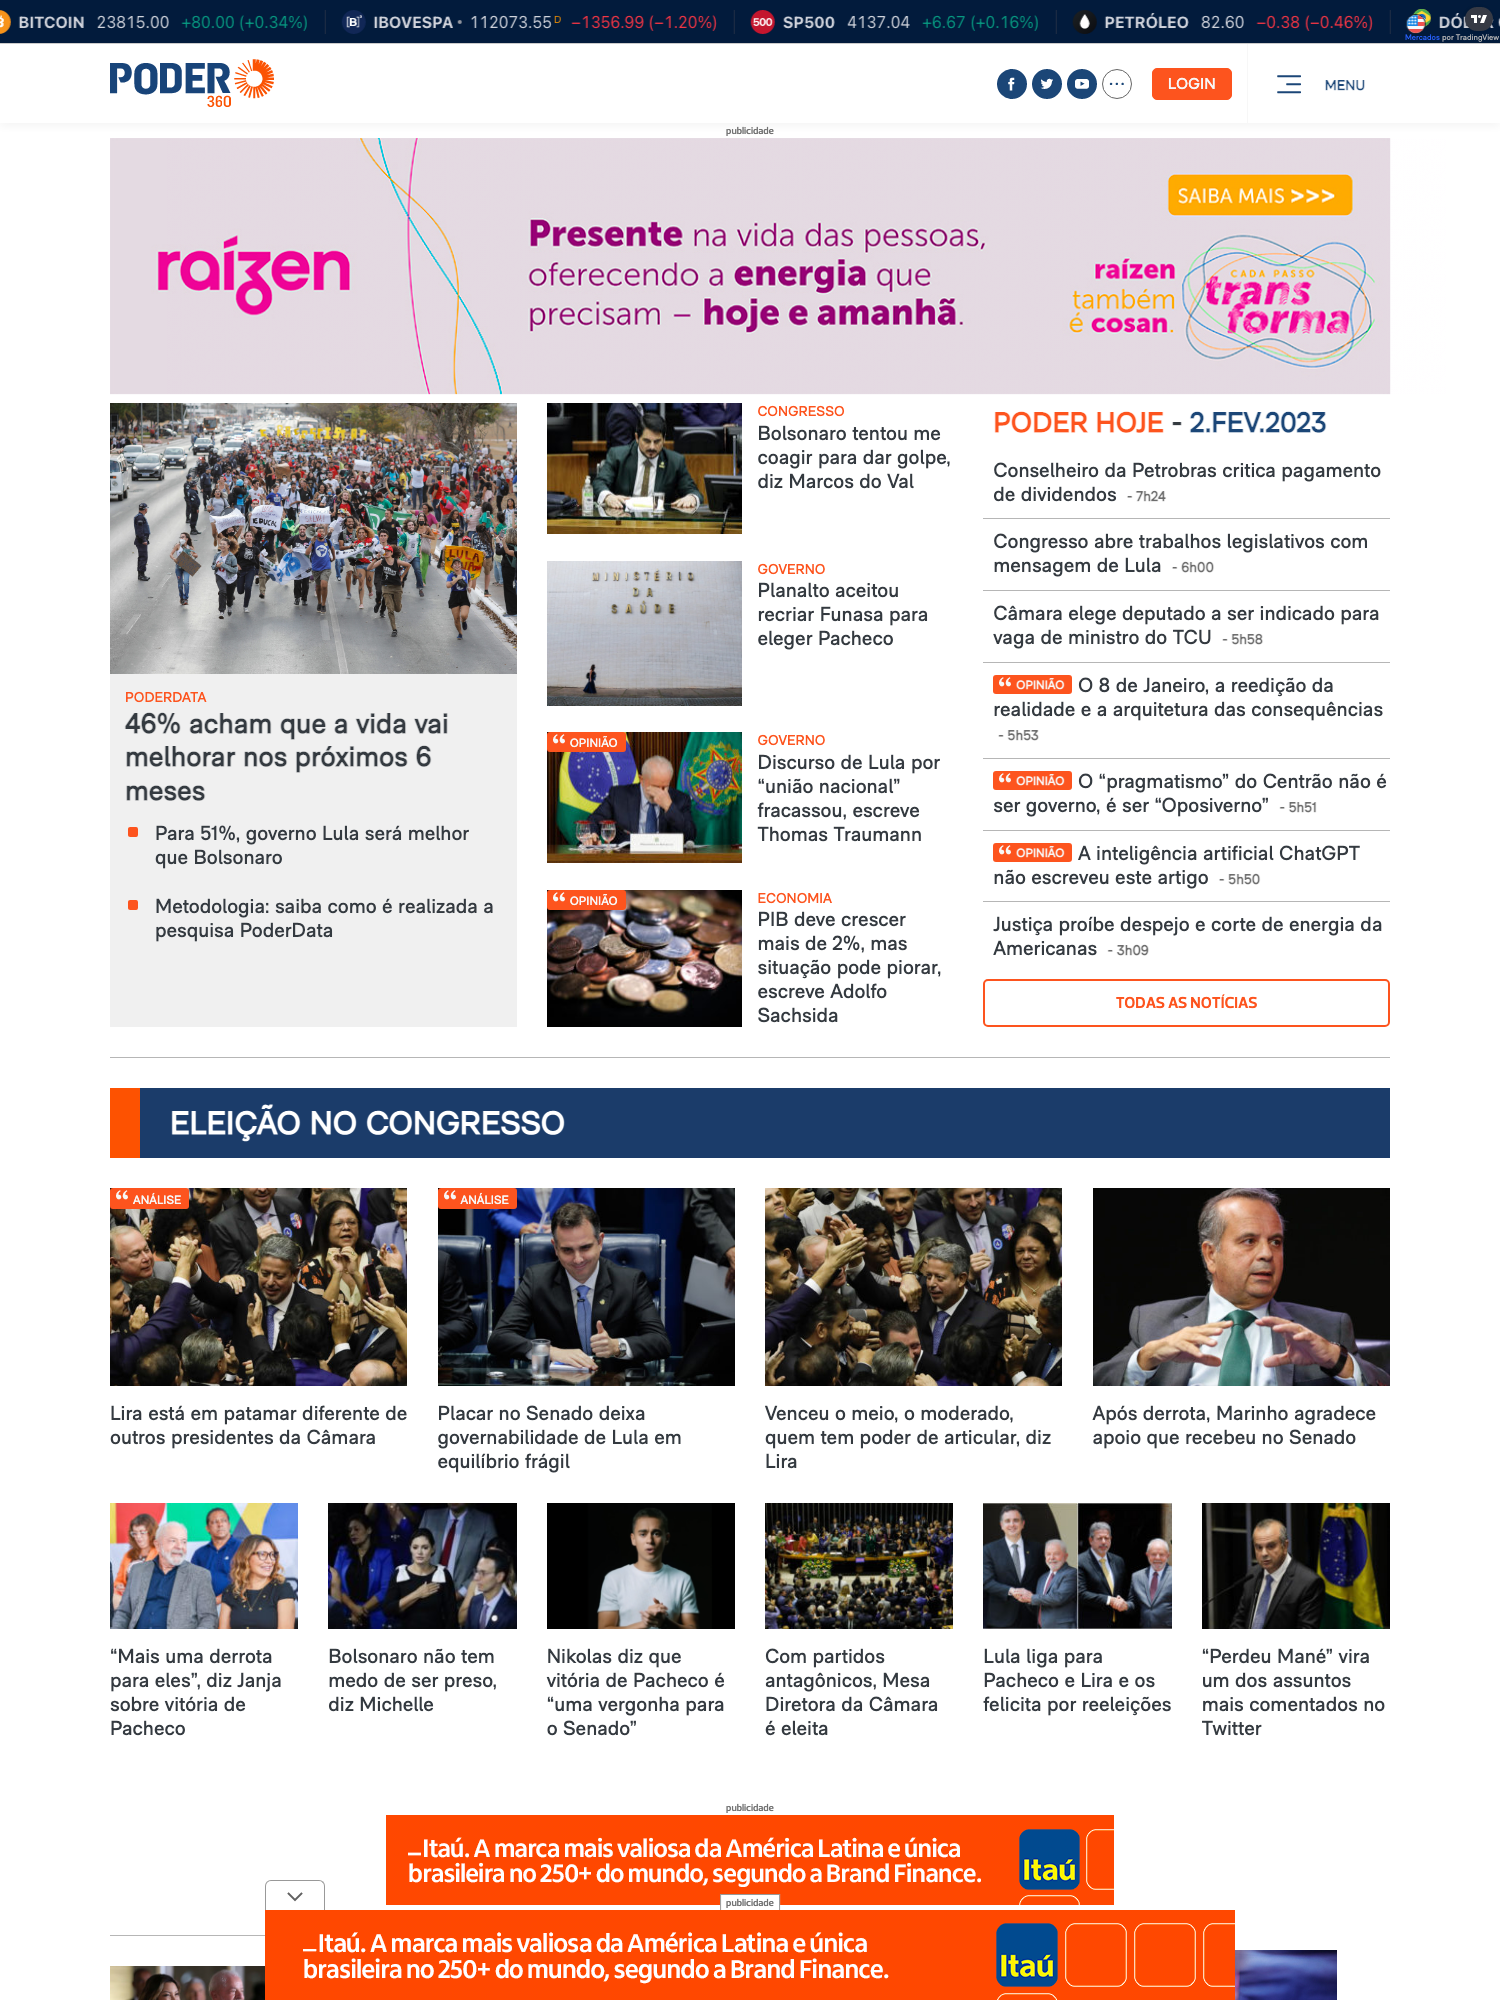 BITCOIN 23815.00 +80.00 (+0.34%) IBOVESPA 112073.55 D −1356.99 (−1.20%) SP500 4137.04 +6.67 (+0.16%) PETRÓLEO 82.60 −0.38 (−0.46%)
Mercados por TradingView
PODER
360
LOGIN
MENU
publicidade
raízen
Presente na vida das pessoas,
oferecendo a energia que
precisam – hoje e amanhã.
SAIBA MAIS >>>
raízen
também
é cosan.
CADA PASSO
trans
forma
PODERDATA
46% acham que a vida vai
melhorar nos próximos 6
meses
Para 51%, governo Lula será melhor
que Bolsonaro
Metodologia: saiba como é realizada a
pesquisa PoderData
CONGRESSO
Bolsonaro tentou me
coagir para dar golpe,
diz Marcos do Val
MINISTÉRIO
DA
SAÚDE
GOVERNO
Planalto aceitou
recriar Funasa para
eleger Pacheco
“ OPINIÃO
GOVERNO
Discurso de Lula por
“união nacional”
fracassou, escreve
Thomas Traumann
“ OPINIÃO
ECONOMIA
PIB deve crescer
mais de 2%, mas
situação pode piorar,
escreve Adolfo
Sachsida
PODER HOJE - 2.FEV.2023
Conselheiro da Petrobras critica pagamento
de dividendos - 7h24
Congresso abre trabalhos legislativos com
mensagem de Lula - 6h00
Câmara elege deputado a ser indicado para
vaga de ministro do TCU - 5h58
“ OPINIÃO O 8 de Janeiro, a reedição da
realidade e a arquitetura das consequências
- 5h53
“ OPINIÃO O “pragmatismo” do Centrão não é
ser governo, é ser “Oposiverno” - 5h51
“ OPINIÃO A inteligência artificial ChatGPT
não escreveu este artigo - 5h50
Justiça proíbe despejo e corte de energia da
Americanas - 3h09
TODAS AS NOTÍCIAS
ELEIÇÃO NO CONGRESSO
“ ANÁLISE
Lira está em patamar diferente de
outros presidentes da Câmara
“ ANÁLISE
Placar no Senado deixa
governabilidade de Lula em
equilíbrio frágil
Venceu o meio, o moderado,
quem tem poder de articular, diz
Lira
Após derrota, Marinho agradece
apoio que recebeu no Senado
“Mais uma derrota
para eles”, diz Janja
sobre vitória de
Pacheco
Bolsonaro não tem
medo de ser preso,
diz Michelle
Nikolas diz que
vitória de Pacheco é
“uma vergonha para
o Senado”
Com partidos
antagônicos, Mesa
Diretora da Câmara
é eleita
Lula liga para
Pacheco e Lira e os
felicita por reeleições
“Perdeu Mané” vira
um dos assuntos
mais comentados no
Twitter
publicidade
_Itaú. A marca mais valiosa da América Latina e única
brasileira no 250+ do mundo, segundo a Brand Finance.
Itaú
publicidade
_Itaú. A marca mais valiosa da América Latina e única
brasileira no 250+ do mundo, segundo a Brand Finance.
Itaú